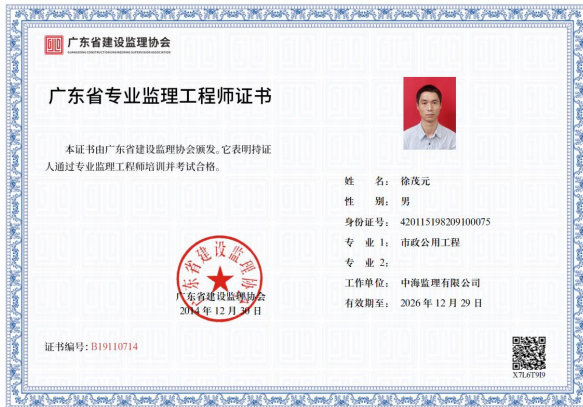 广东省建设监理协会
GUANGDONG CONSTRUCTION ENGINEERING SUPERVISION ASSOCIATION
广东省专业监理工程师证书
本证书由广东省建设监理协会颁发。它表明持证
人通过专业监理工程师培训并考试合格。
姓 名： 徐茂元
性 别： 男
身份证号： 420115198209100075
专 业 1： 市政公用工程
专 业 2：
工作单位： 中海监理有限公司
有效期至： 2026 年 12 月 29 日
广东省建设监理协会
广东省建设监理协会
2014 年 12 月 30 日
证书编号：B19110714
X7L6T9I9